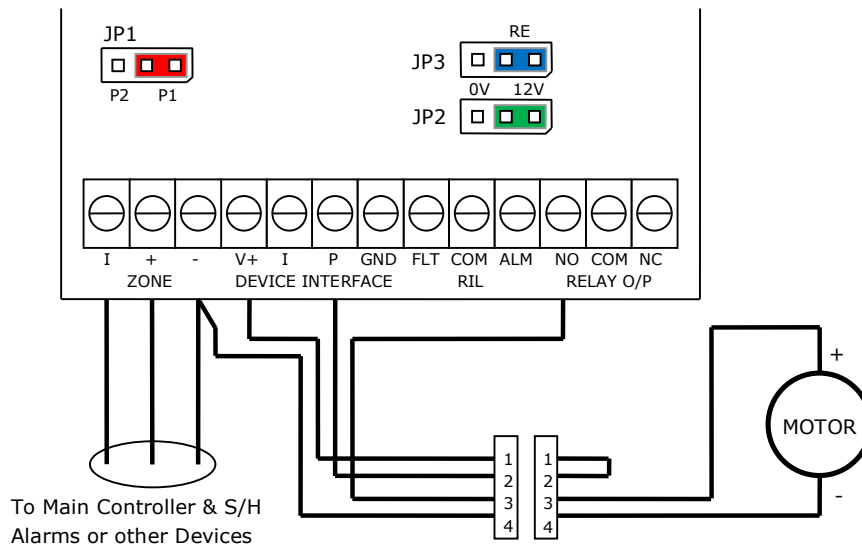 JP1
P2 P1
RE
JP3
0V 12V
JP2
I + - V+ I P GND FLT COM ALM NO COM NC
ZONE DEVICE INTERFACE RIL RELAY O/P
+
MOTOR
-
1 1
2 2
3 3
4 4
To Main Controller & S/H
Alarms or other Devices